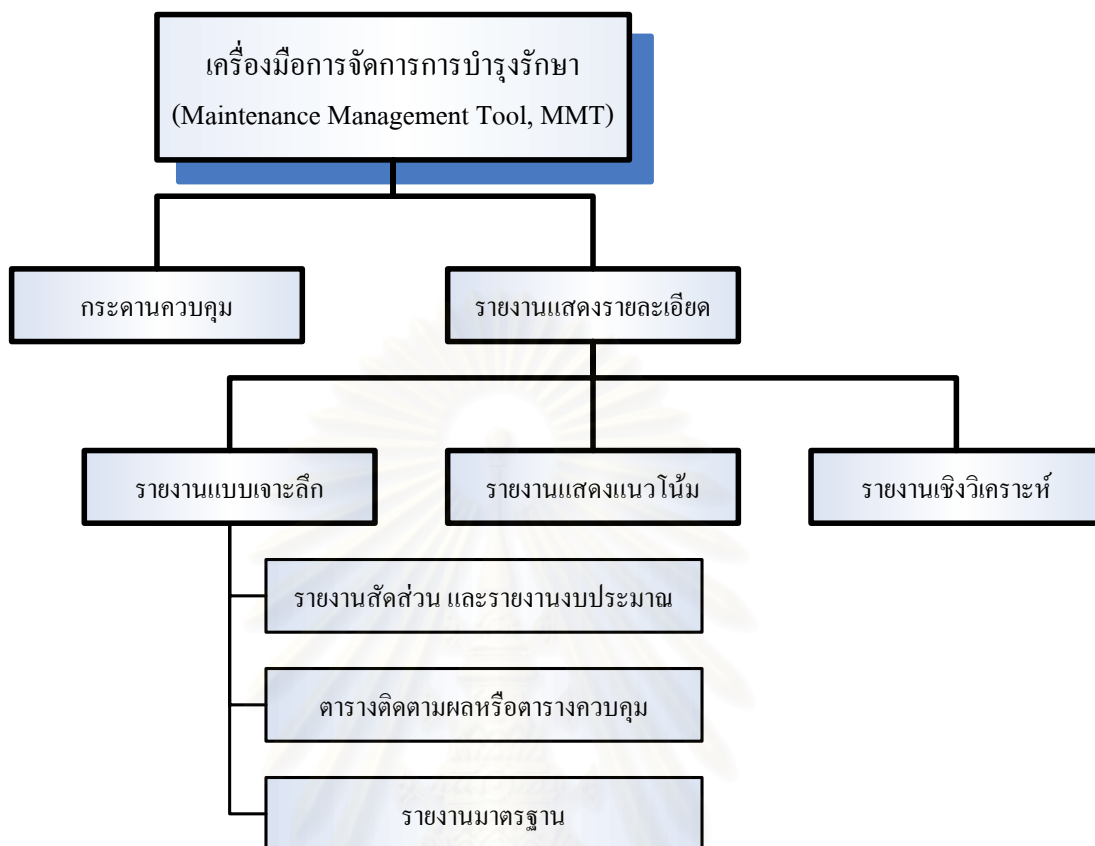 เครื่องมือการจัดการการบำรุงรักษา
(Maintenance Management Tool, MMT)
กระดานควบคุม
รายงานแสดงรายละเอียด
รายงานแบบเจาะลึก
รายงานแสดงแนวโน้ม
รายงานเชิงวิเคราะห์
รายงานสัดส่วน และรายงานงบประมาณ
ตารางติดตามผลหรือตารางควบคุม
รายงานมาตรฐาน